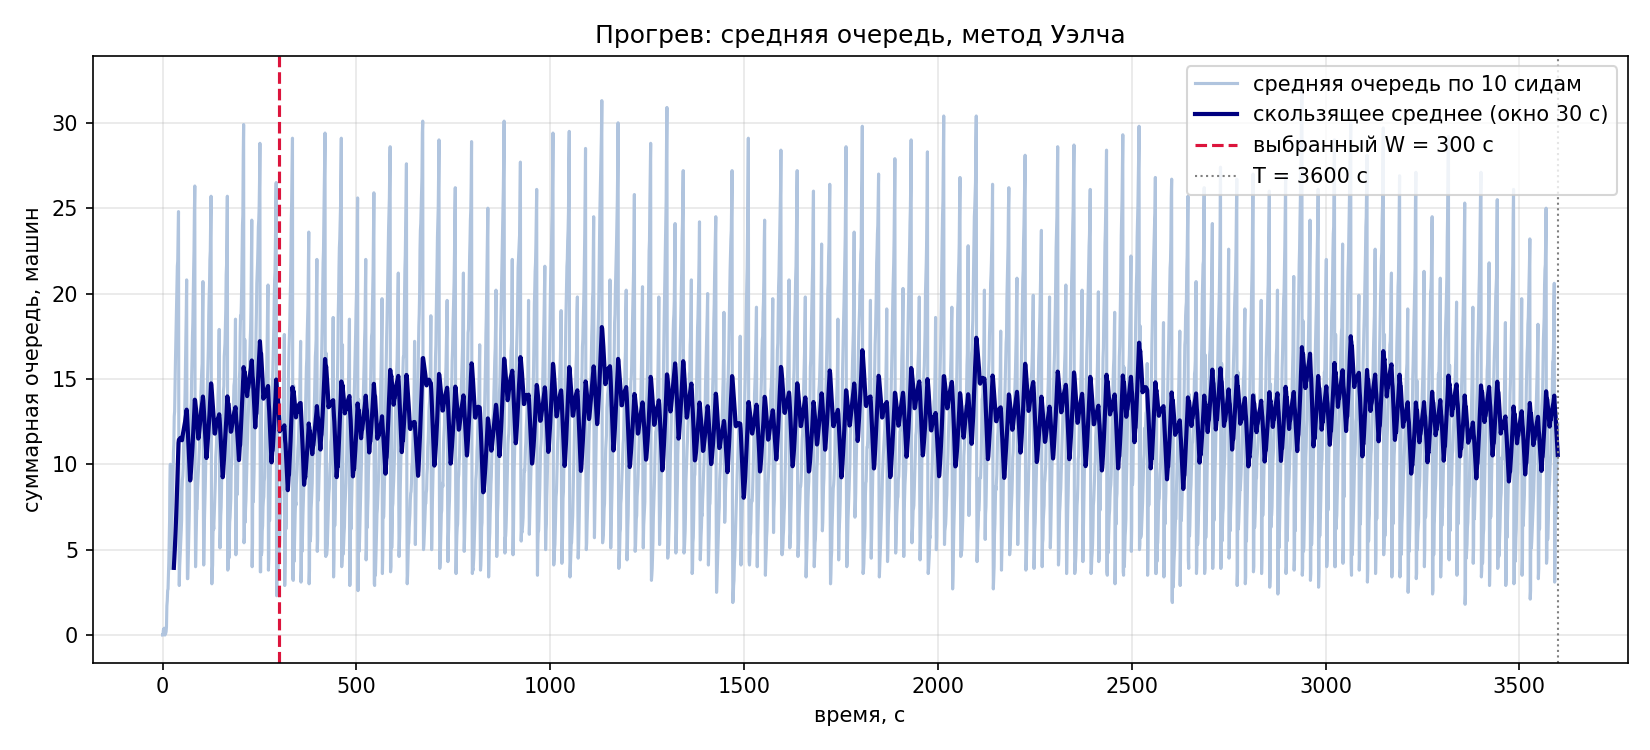 Прогрев: средняя очередь, метод Уэлча
средняя очередь по 10 сидам
скользящее среднее (окно 30 с)
выбранный W = 300 с
T = 3600 с
суммарная очередь, машин
30
25
20
15
10
5
0
0 500 1000 1500 2000 2500 3000 3500
время, с